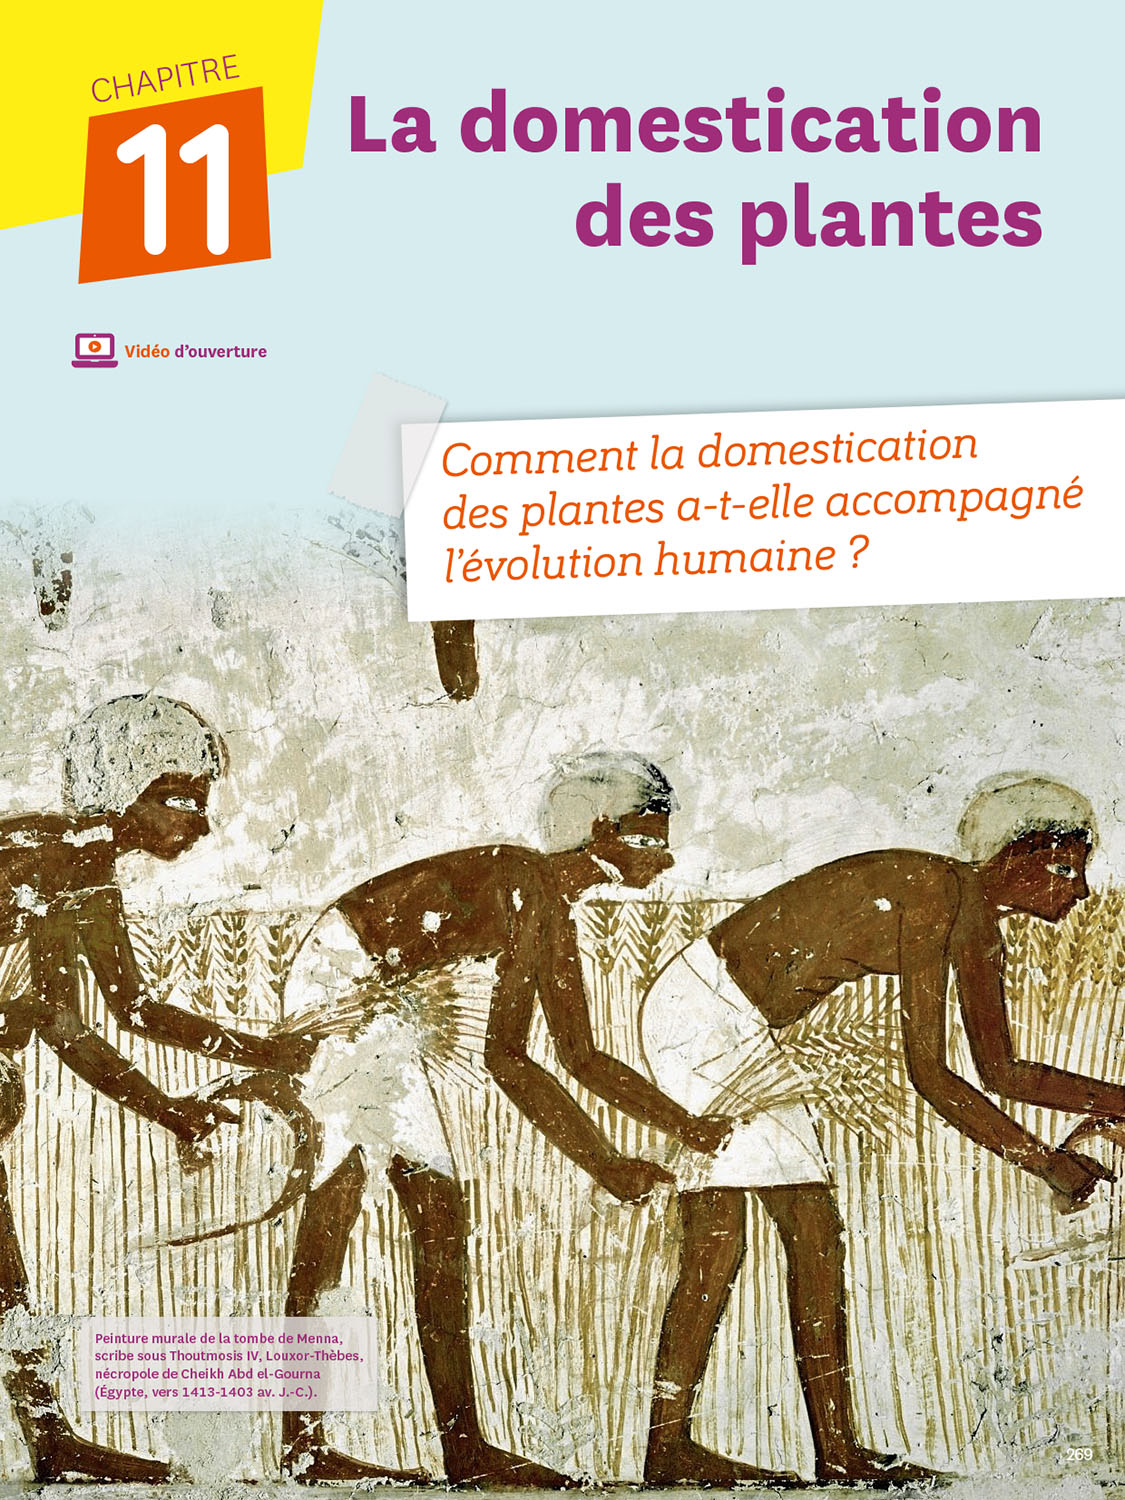 CHAPITRE
11
La domestication
des plantes
Vidéo d'ouverture
Comment la domestication
des plantes a-t-elle accompagné
l'évolution humaine ?
Peinture murale de la tombe de Menna,
scribe sous Thoutmosis IV, Louxor-Thèbes,
nécropole de Cheikh Abd el-Gourna
(Égypte, vers 1413-1403 av. J.-C.).
269